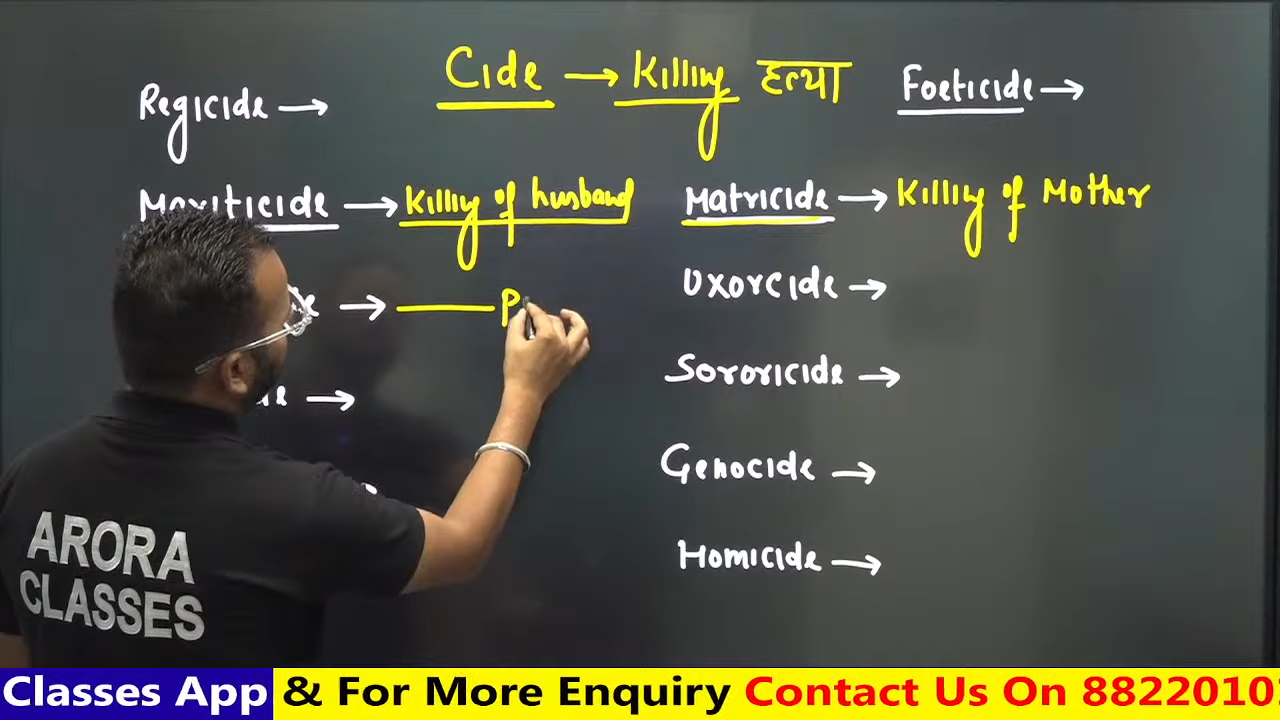 Cide → Killing हत्या
Regicide →
Foeticide →
Mariticide → Killing of husband
Matricide → Killing of Mother
→ ——— P
Uxorcide →
→
Sororicide →
Genocide →
Homicide →
ARORA
CLASSES
Classes App & For More Enquiry Contact Us On 8822010